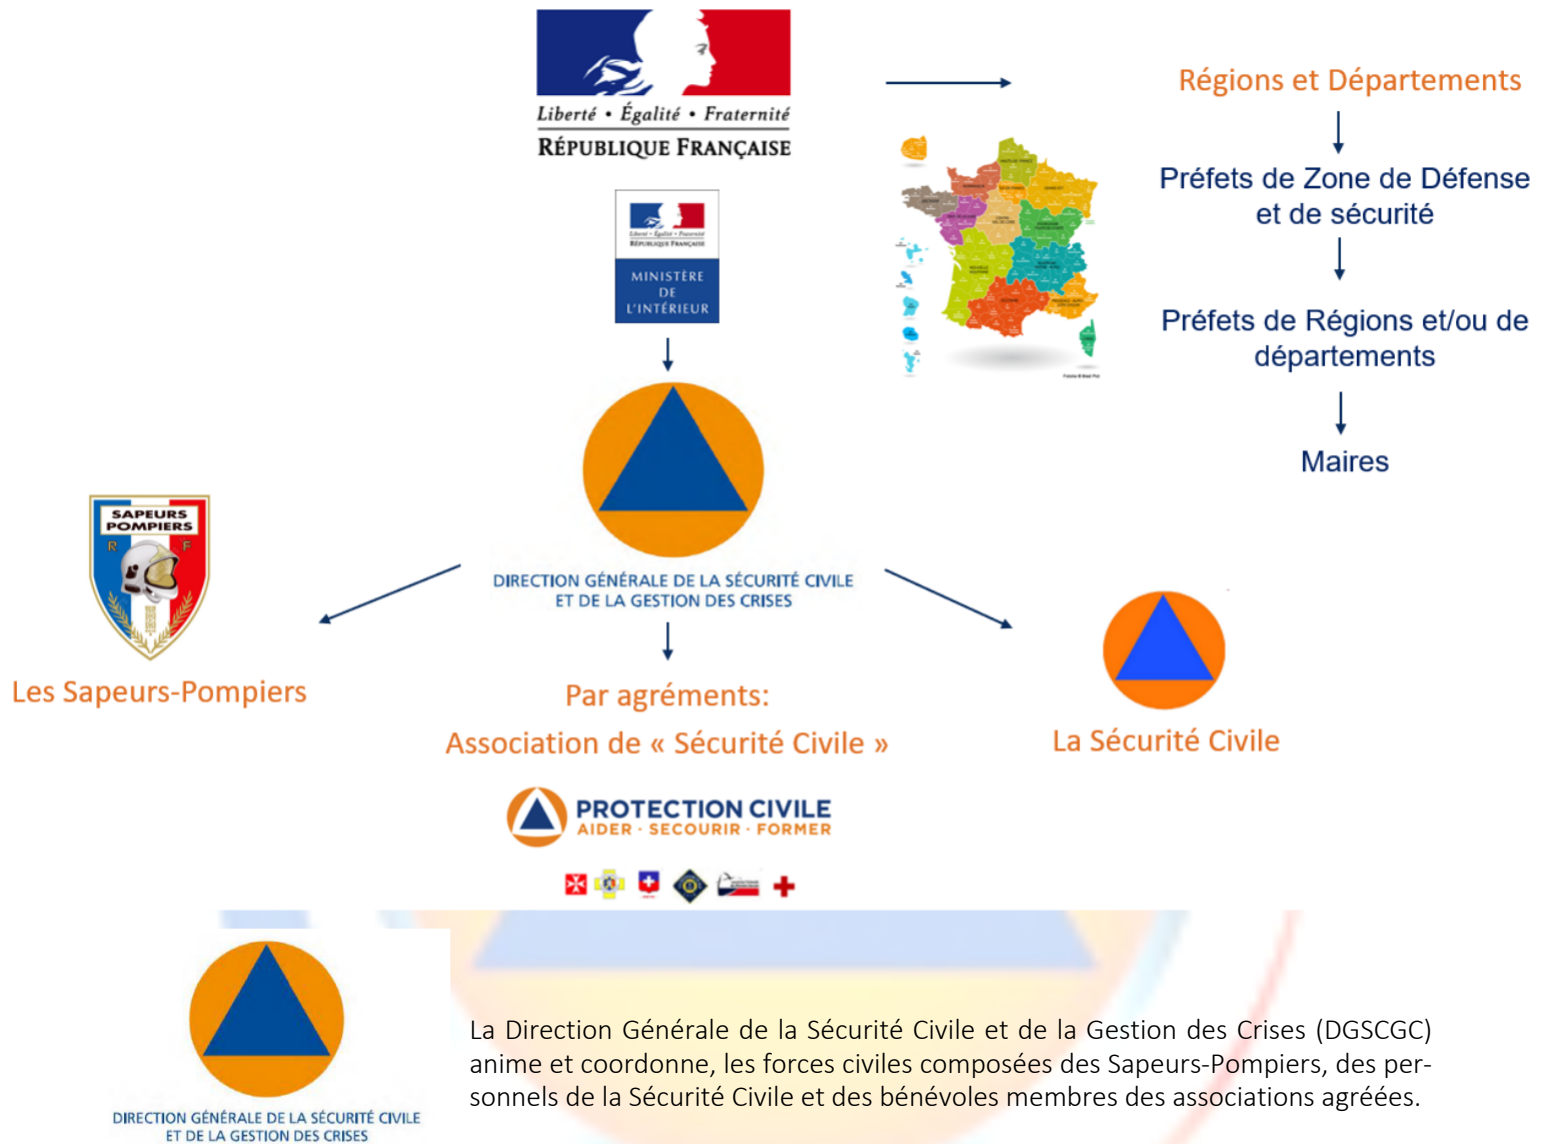 Liberté • Égalité • Fraternité
RÉPUBLIQUE FRANÇAISE
Liberté • Égalité • Fraternité
RÉPUBLIQUE FRANÇAISE
MINISTÈRE
DE
L'INTÉRIEUR
Régions et Départements
Préfets de Zone de Défense
et de sécurité
Préfets de Régions et/ou de
départements
Maires
DIRECTION GÉNÉRALE DE LA SÉCURITÉ CIVILE
ET DE LA GESTION DES CRISES
SAPEURS
POMPIERS
R F
Les Sapeurs-Pompiers
Par agréments:
Association de « Sécurité Civile »
La Sécurité Civile
PROTECTION CIVILE
AIDER · SECOURIR · FORMER
DIRECTION GÉNÉRALE DE LA SÉCURITÉ CIVILE
ET DE LA GESTION DES CRISES
La Direction Générale de la Sécurité Civile et de la Gestion des Crises (DGSCGC)
anime et coordonne, les forces civiles composées des Sapeurs-Pompiers, des per-
sonnels de la Sécurité Civile et des bénévoles membres des associations agréées.